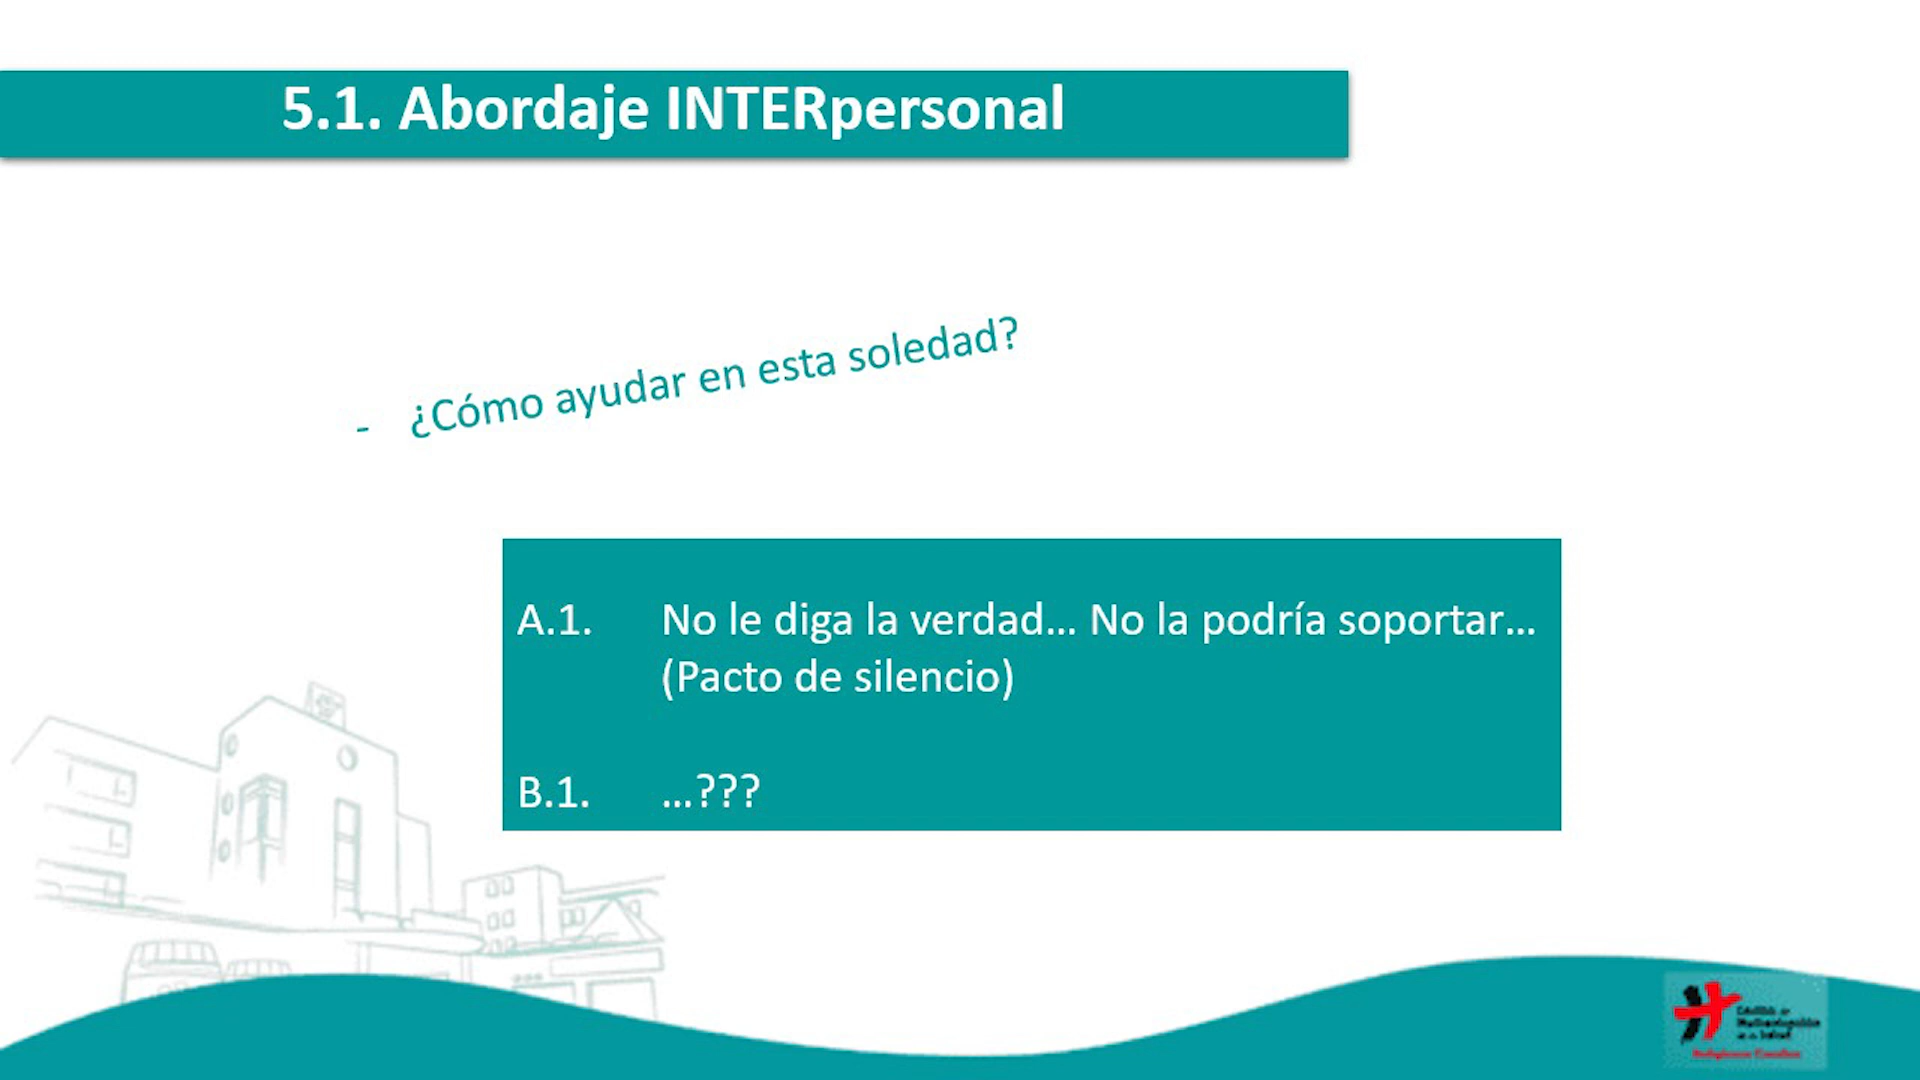 5.1. Abordaje INTERpersonal
- ¿Cómo ayudar en esta soledad?
A.1. No le diga la verdad... No la podría soportar...
(Pacto de silencio)
B.1. ...???